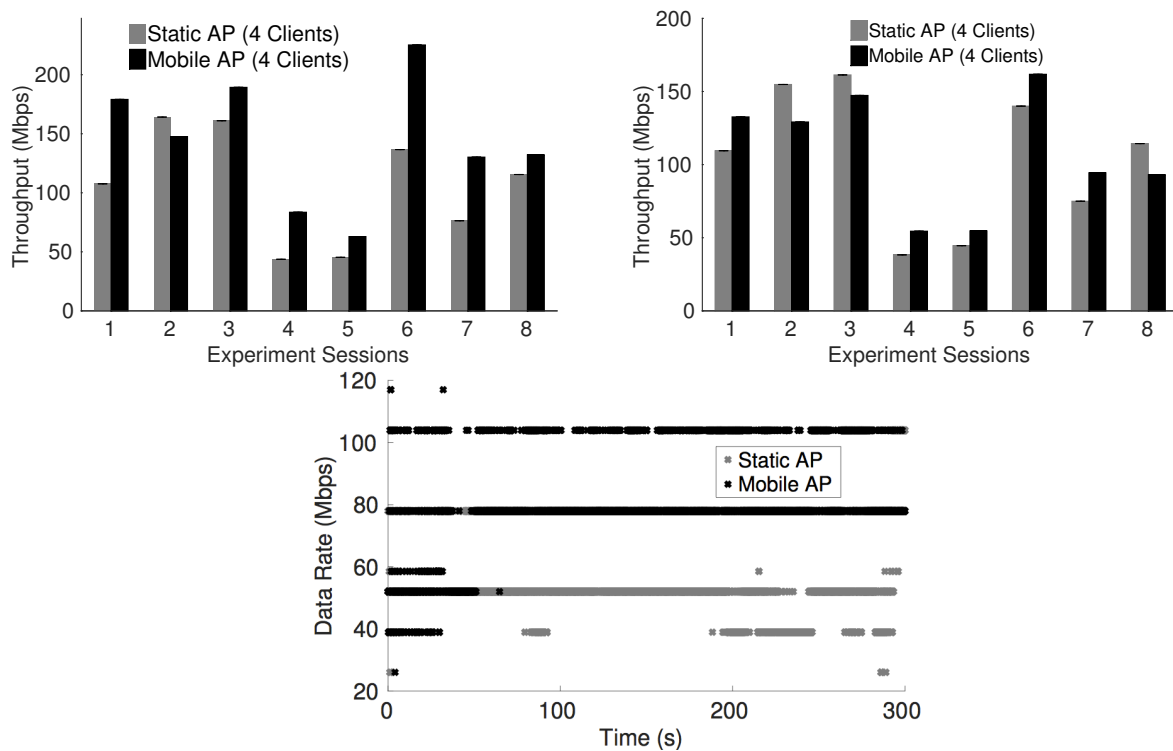 Static AP (4 Clients)
Mobile AP (4 Clients)
Throughput (Mbps)
200
150
100
50
0
1 2 3 4 5 6 7 8
Experiment Sessions
200
Static AP (4 Clients)
Mobile AP (4 Clients)
Throughput (Mbps)
150
100
50
0
1 2 3 4 5 6 7 8
Experiment Sessions
120
100
Static AP
Mobile AP
Data Rate (Mbps)
80
60
40
20
0 100 200 300
Time (s)